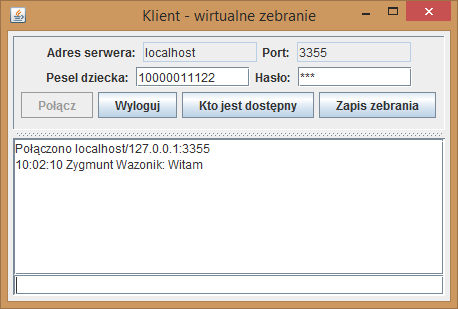 Klient - wirtualne zebranie
Adres serwera: localhost Port: 3355
Pesel dziecka: 10000011122 Hasło: ***
Połącz Wyloguj Kto jest dostępny Zapis zebrania
Połączono localhost/127.0.0.1:3355
10:02:10 Zygmunt Wazonik: Witam